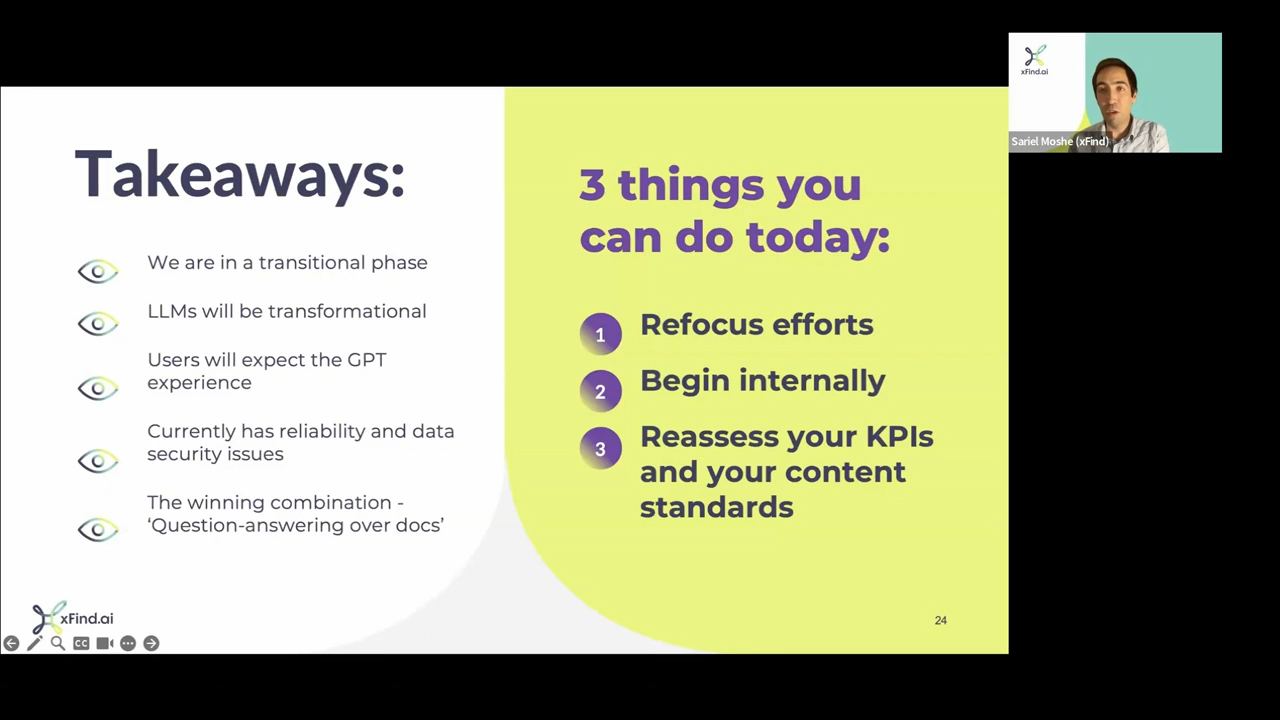 Takeaways:
We are in a transitional phase
LLMs will be transformational
Users will expect the GPT
experience
Currently has reliability and data
security issues
The winning combination -
‘Question-answering over docs’
xFind.ai
CC
3 things you
can do today:
1 Refocus efforts
2 Begin internally
3 Reassess your KPIs
and your content
standards
24
xFind.ai
Sariel Moshe (xFind)